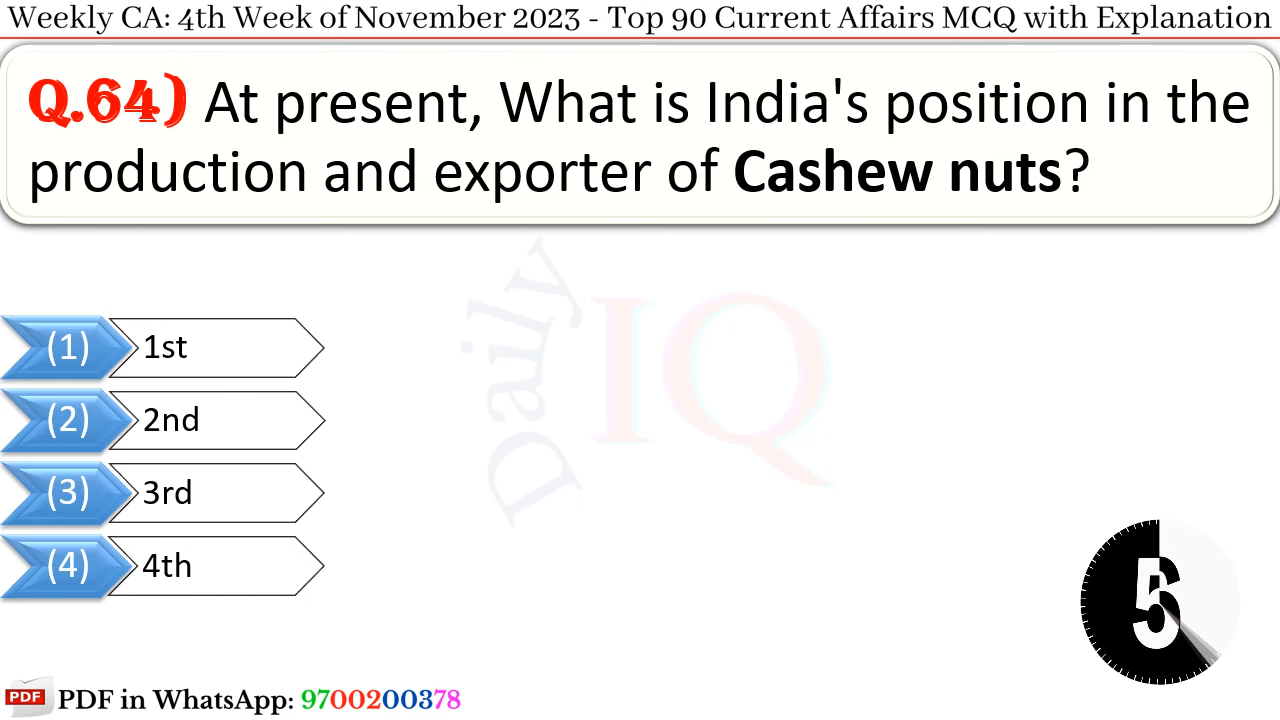 Weekly CA: 4th Week of November 2023 - Top 90 Current Affairs MCQ with Explanation
Q.64) At present, What is India's position in the
production and exporter of Cashew nuts?
Daily IQ
(1) 1st
(2) 2nd
(3) 3rd
(4) 4th
PDF PDF in WhatsApp: 9700200378